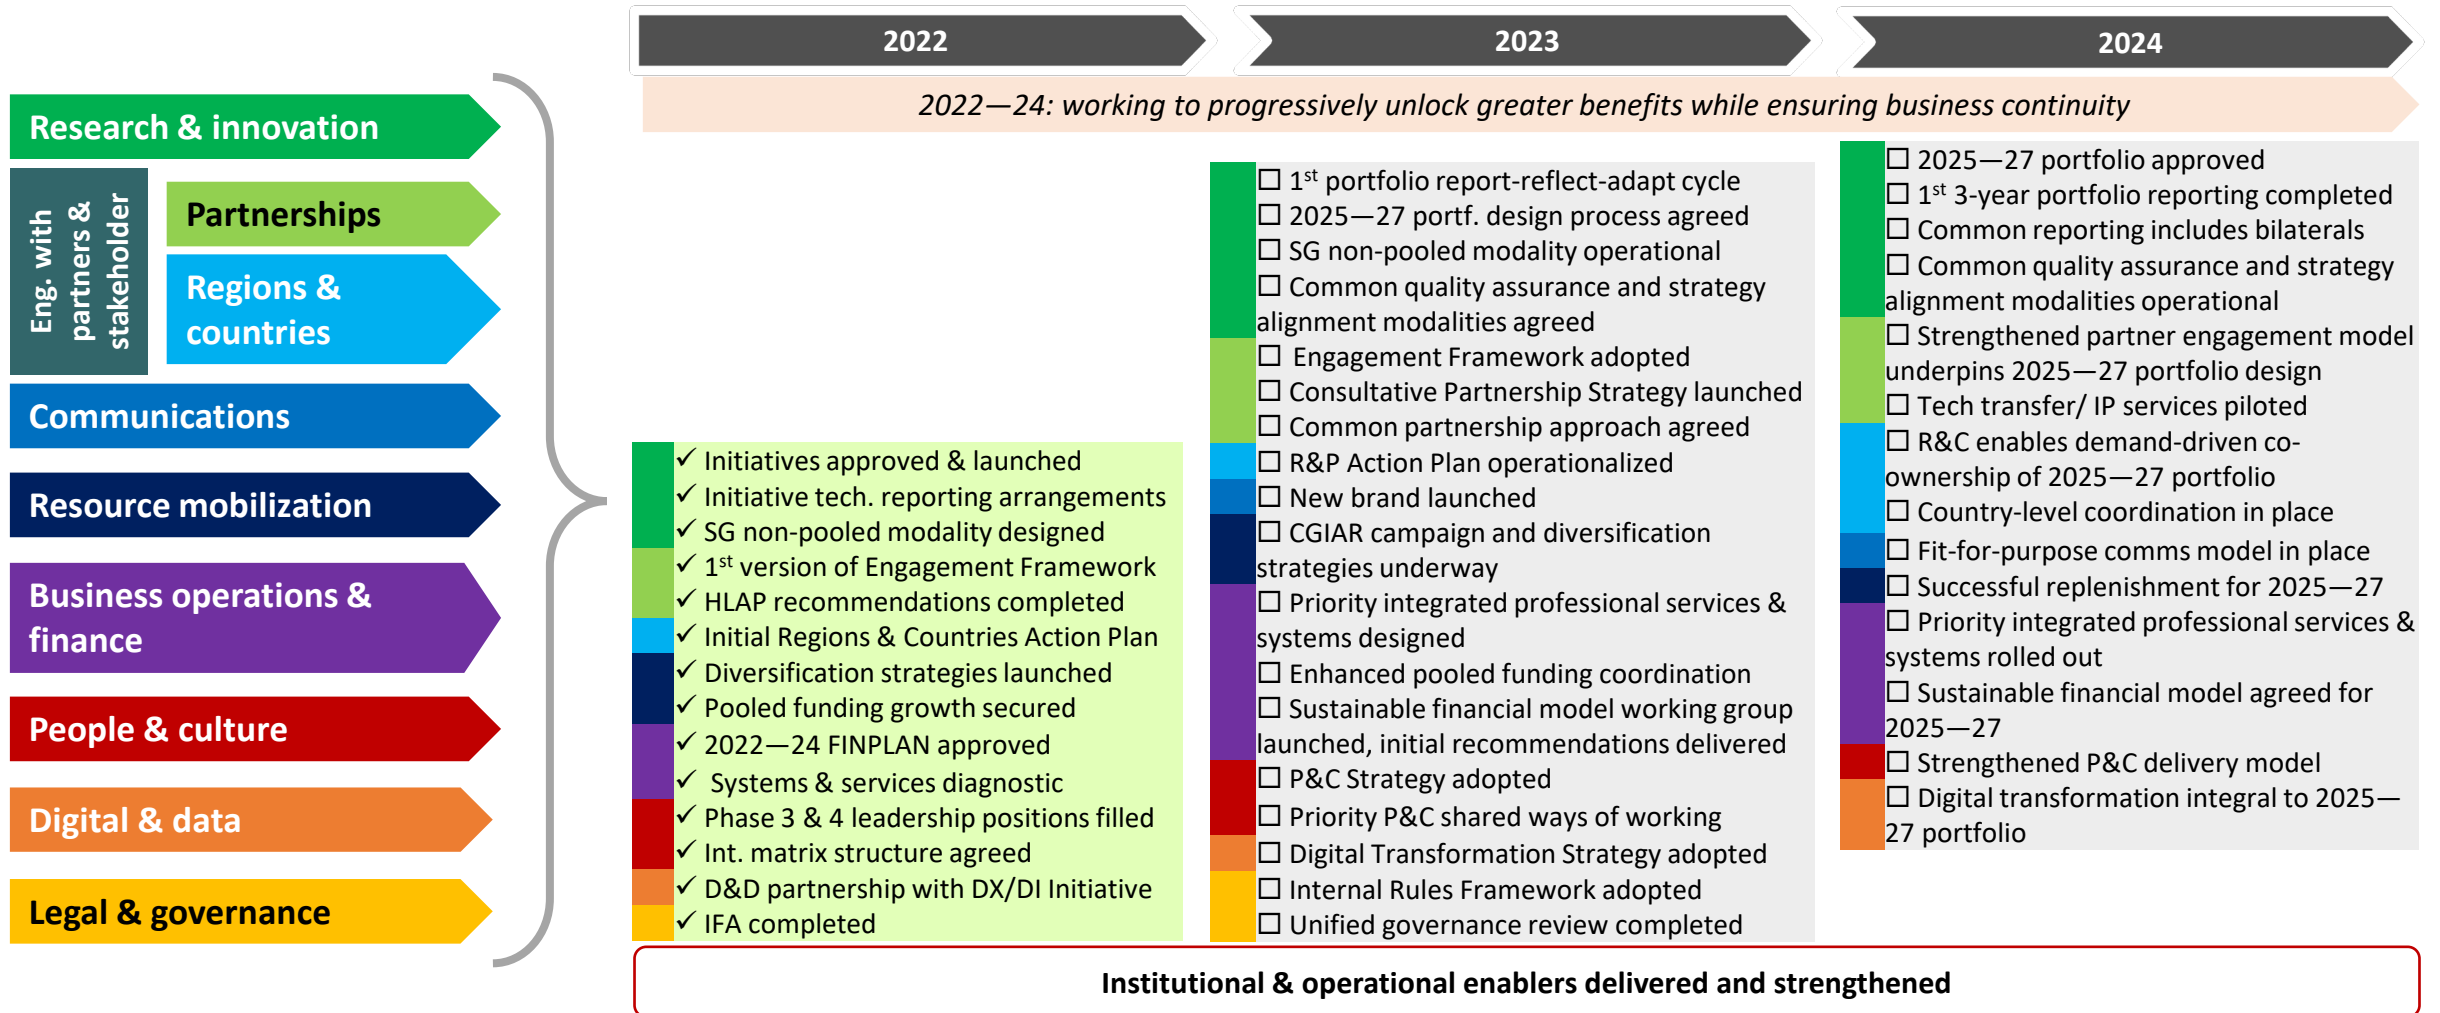 2022
2023
2024
2022—24: working to progressively unlock greater benefits while ensuring business continuity
Research & innovation
Eng. with
partners &
stakeholder
Partnerships
Regions &
countries
Communications
Resource mobilization
Business operations &
finance
People & culture
Digital & data
Legal & governance
✓ Initiatives approved & launched
✓ Initiative tech. reporting arrangements
✓ SG non-pooled modality designed
✓ 1st version of Engagement Framework
✓ HLAP recommendations completed
✓ Initial Regions & Countries Action Plan
✓ Diversification strategies launched
✓ Pooled funding growth secured
✓ 2022—24 FINPLAN approved
✓ Systems & services diagnostic
✓ Phase 3 & 4 leadership positions filled
✓ Int. matrix structure agreed
✓ D&D partnership with DX/DI Initiative
✓ IFA completed
☐ 1st portfolio report-reflect-adapt cycle
☐ 2025—27 portf. design process agreed
☐ SG non-pooled modality operational
☐ Common quality assurance and strategy
alignment modalities agreed
☐ Engagement Framework adopted
☐ Consultative Partnership Strategy launched
☐ Common partnership approach agreed
☐ R&P Action Plan operationalized
☐ New brand launched
☐ CGIAR campaign and diversification
strategies underway
☐ Priority integrated professional services &
systems designed
☐ Enhanced pooled funding coordination
☐ Sustainable financial model working group
launched, initial recommendations delivered
☐ P&C Strategy adopted
☐ Priority P&C shared ways of working
☐ Digital Transformation Strategy adopted
☐ Internal Rules Framework adopted
☐ Unified governance review completed
☐ 2025—27 portfolio approved
☐ 1st 3-year portfolio reporting completed
☐ Common reporting includes bilaterals
☐ Common quality assurance and strategy
alignment modalities operational
☐ Strengthened partner engagement model
underpins 2025—27 portfolio design
☐ Tech transfer/ IP services piloted
☐ R&C enables demand-driven co-
ownership of 2025—27 portfolio
☐ Country-level coordination in place
☐ Fit-for-purpose comms model in place
☐ Successful replenishment for 2025—27
☐ Priority integrated professional services &
systems rolled out
☐ Sustainable financial model agreed for
2025—27
☐ Strengthened P&C delivery model
☐ Digital transformation integral to 2025—
27 portfolio
Institutional & operational enablers delivered and strengthened